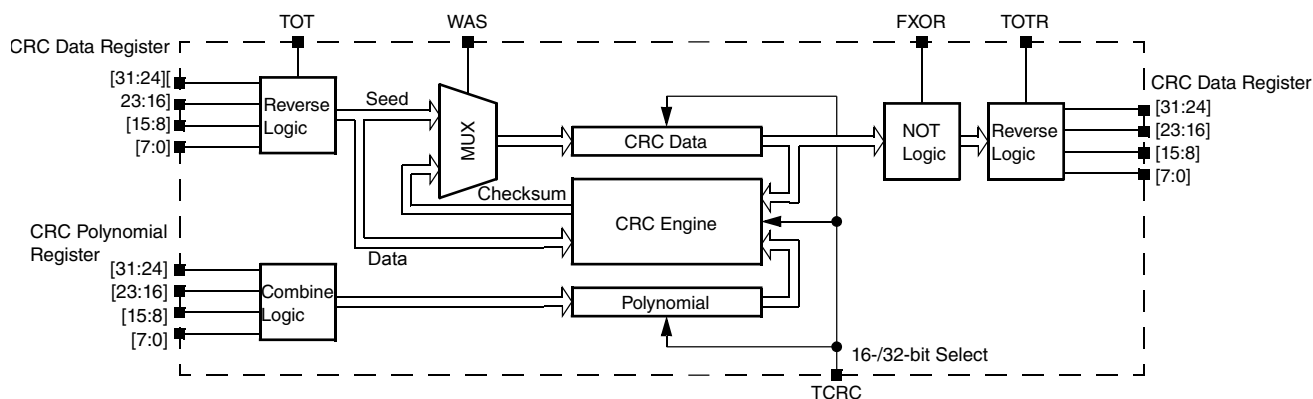 TOT
WAS
FXOR
TOTR
CRC Data Register
[31:24][
23:16]
[15:8]
[7:0]
Reverse
Logic
Seed
MUX
CRC Data
NOT
Logic
Reverse
Logic
CRC Data Register
[31:24]
[23:16]
[15:8]
[7:0]
Checksum
CRC Engine
Data
CRC Polynomial
Register
[31:24]
[23:16]
[15:8]
[7:0]
Combine
Logic
Polynomial
16-/32-bit Select
TCRC